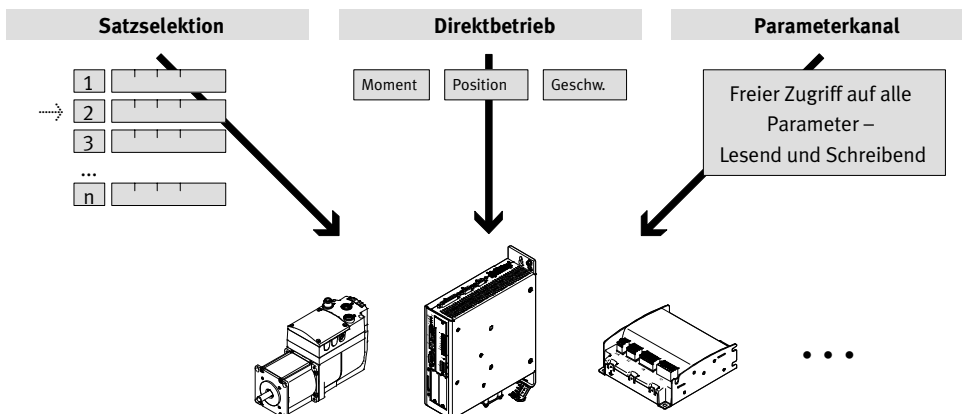 Satzselektion
Direktbetrieb
Parameterkanal
1
2
3
...
n
Moment
Position
Geschw.
Freier Zugriff auf alle
Parameter –
Lesend und Schreibend